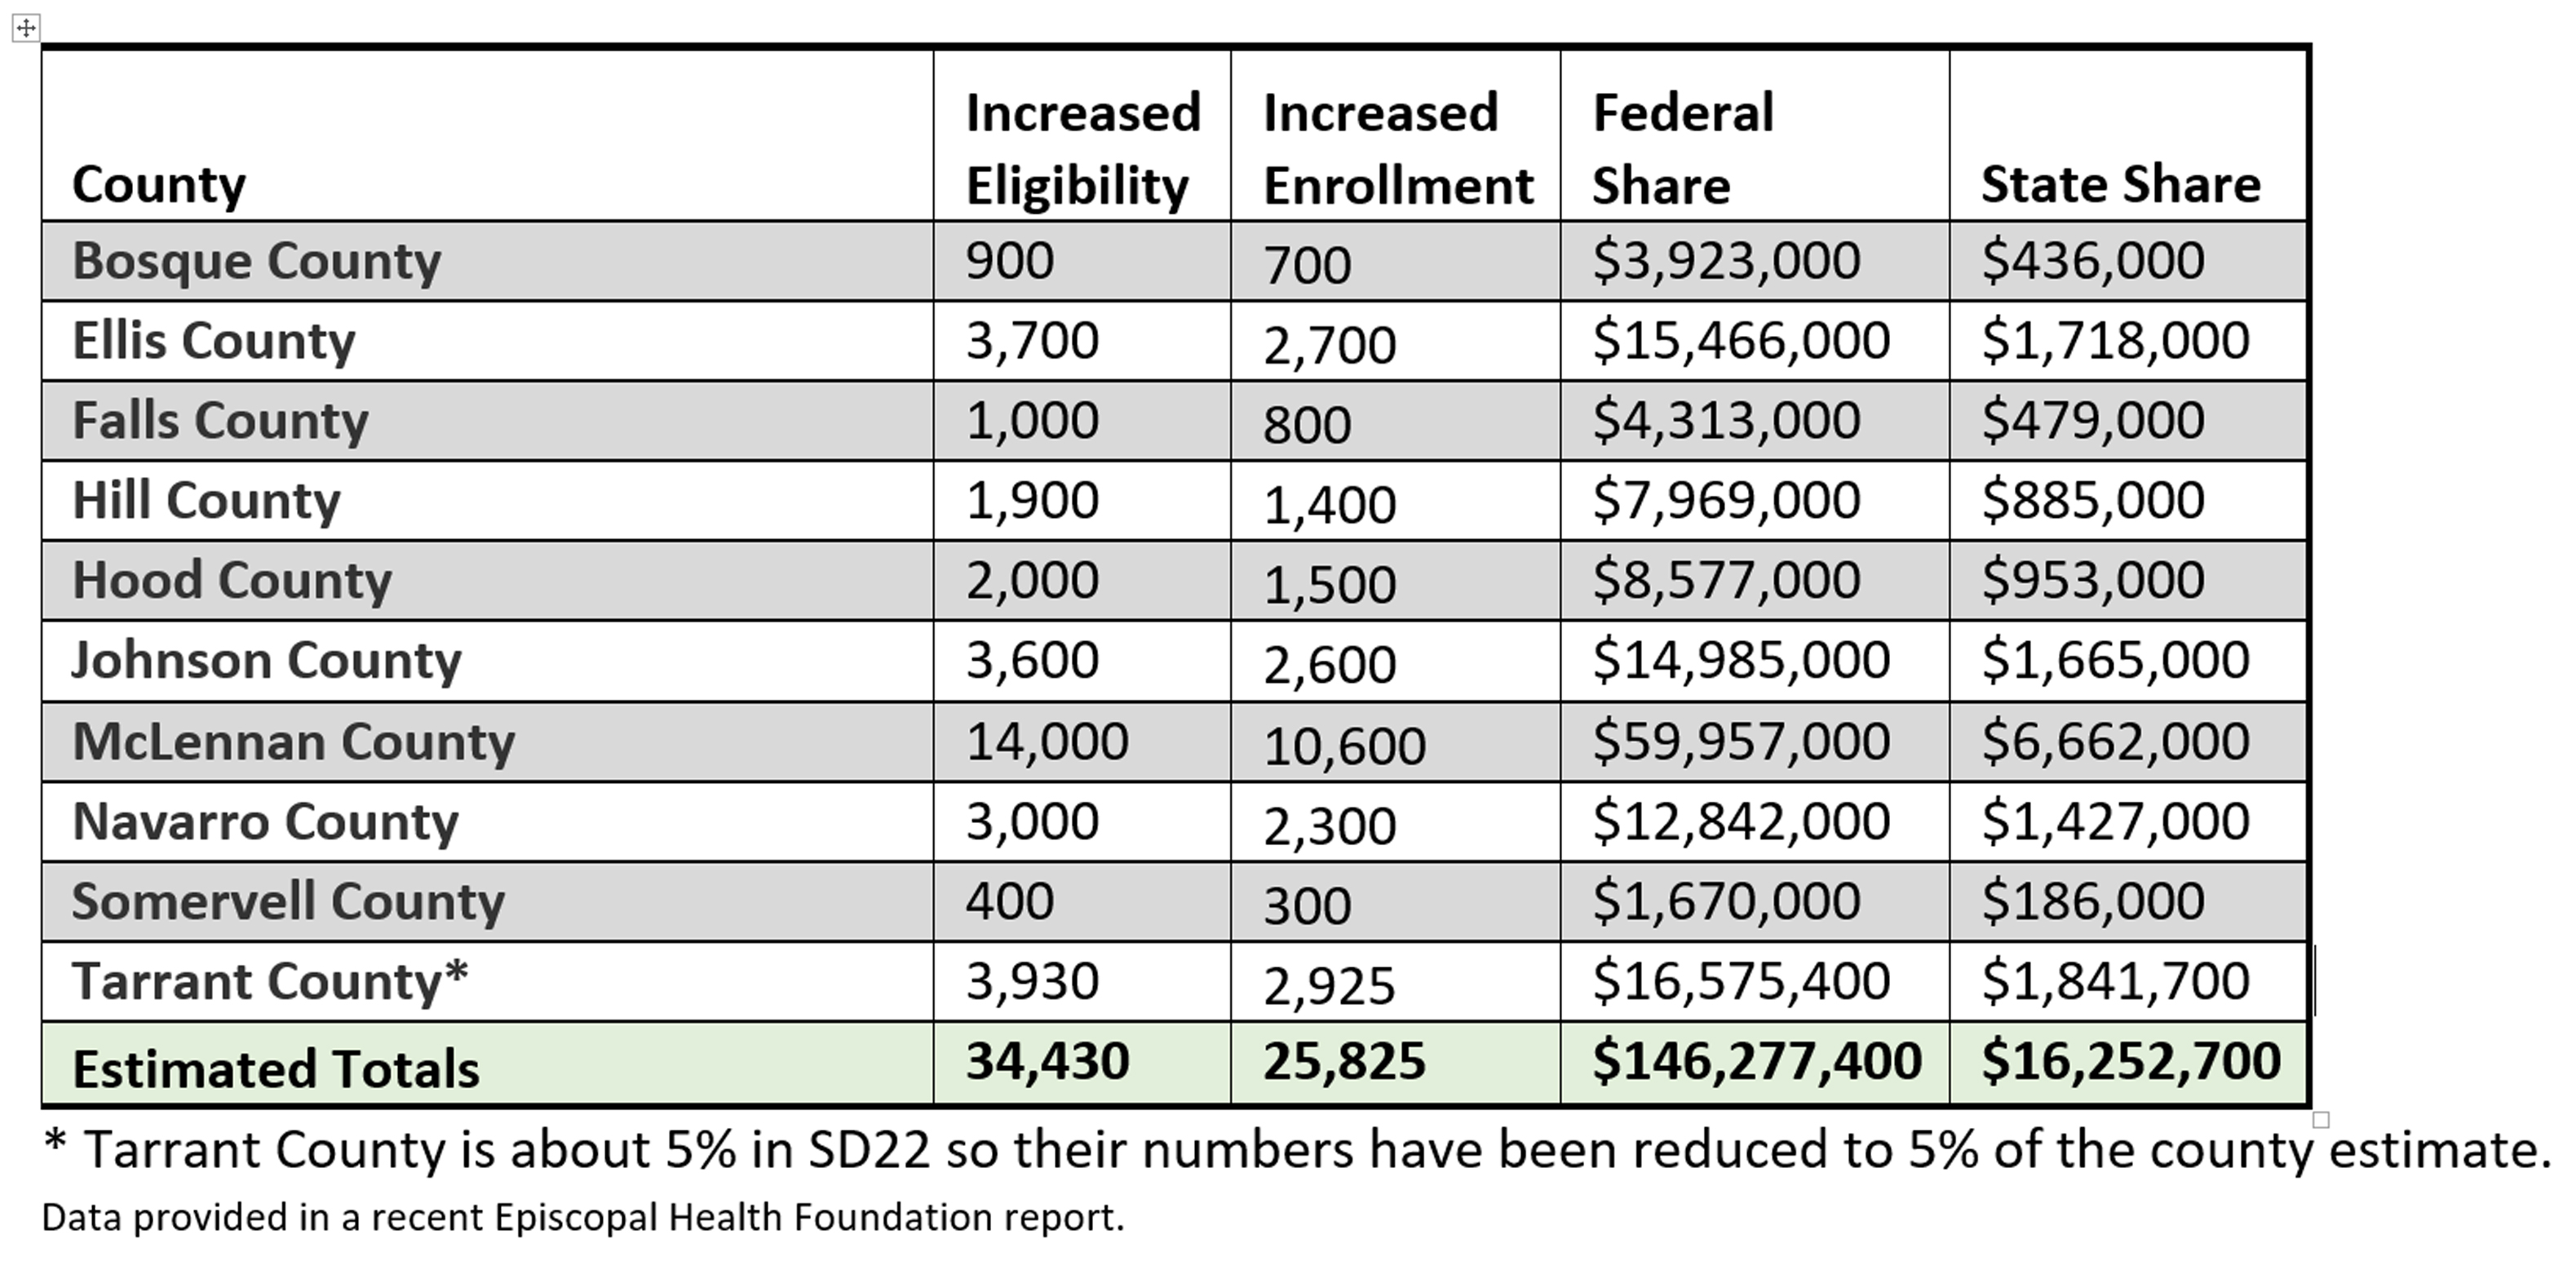 County Increased Eligibility Increased Enrollment Federal Share State Share
Bosque County 900 700 $3,923,000 $436,000
Ellis County 3,700 2,700 $15,466,000 $1,718,000
Falls County 1,000 800 $4,313,000 $479,000
Hill County 1,900 1,400 $7,969,000 $885,000
Hood County 2,000 1,500 $8,577,000 $953,000
Johnson County 3,600 2,600 $14,985,000 $1,665,000
McLennan County 14,000 10,600 $59,957,000 $6,662,000
Navarro County 3,000 2,300 $12,842,000 $1,427,000
Somervell County 400 300 $1,670,000 $186,000
Tarrant County* 3,930 2,925 $16,575,400 $1,841,700
Estimated Totals 34,430 25,825 $146,277,400 $16,252,700
* Tarrant County is about 5% in SD22 so their numbers have been reduced to 5% of the county estimate.
Data provided in a recent Episcopal Health Foundation report.